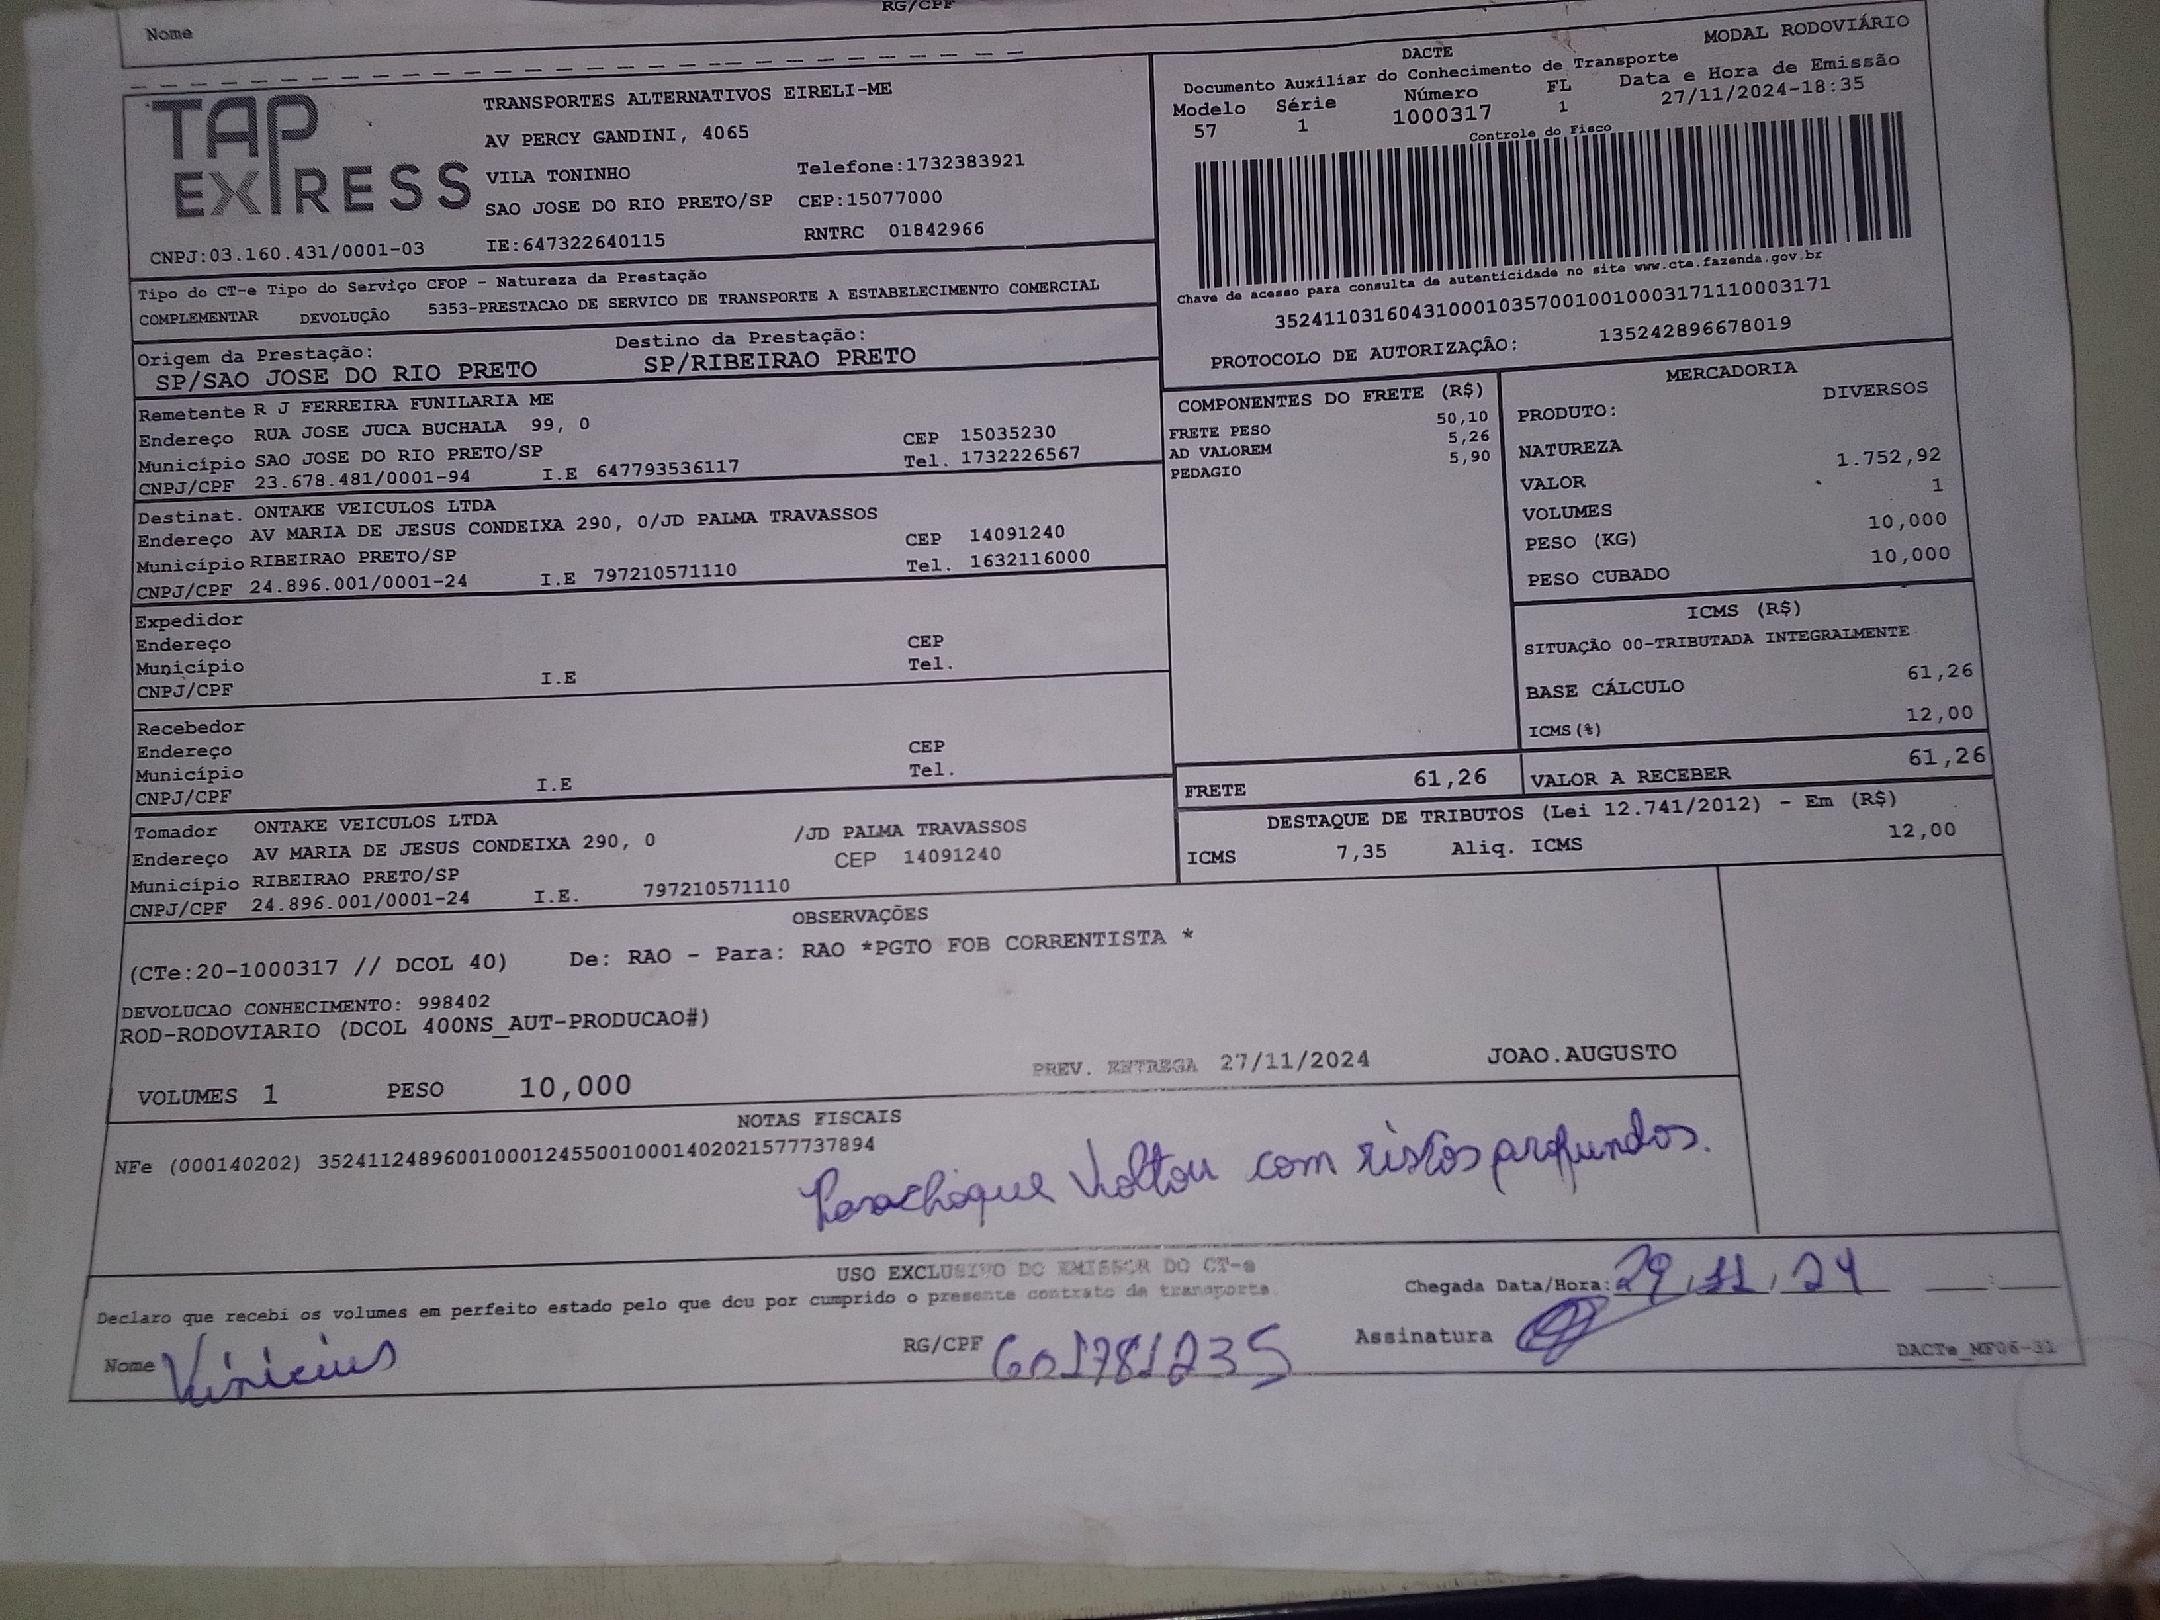 RG/CPF
Nome
TAP EXPRESS
TRANSPORTES ALTERNATIVOS EIRELI-ME
AV PERCY GANDINI, 4065
VILA TONINHO Telefone:1732383921
SAO JOSE DO RIO PRETO/SP CEP:15077000
CNPJ:03.160.431/0001-03 IE:647322640115 RNTRC 01842966
DACTE MODAL RODOVIÁRIO
Documento Auxiliar do Conhecimento de Transporte
Modelo Série Número FL Data e Hora de Emissão
57 1 1000317 1 27/11/2024-18:35
Controle do Fisco
Chave de acesso para consulta de autenticidade no site www.cte.fazenda.gov.br
35241103160431000103570010010003171110003171
PROTOCOLO DE AUTORIZAÇÃO: 135242896678019
Tipo do CT-e Tipo do Serviço CFOP - Natureza da Prestação
COMPLEMENTAR DEVOLUÇÃO 5353-PRESTACAO DE SERVICO DE TRANSPORTE A ESTABELECIMENTO COMERCIAL
Origem da Prestação: Destino da Prestação:
SP/SAO JOSE DO RIO PRETO SP/RIBEIRAO PRETO
Remetente R J FERREIRA FUNILARIA ME
Endereço RUA JOSE JUCA BUCHALA 99, 0 CEP 15035230
Município SAO JOSE DO RIO PRETO/SP Tel. 1732226567
CNPJ/CPF 23.678.481/0001-94 I.E 647793536117
Destinat. ONTAKE VEICULOS LTDA
Endereço AV MARIA DE JESUS CONDEIXA 290, 0/JD PALMA TRAVASSOS CEP 14091240
Município RIBEIRAO PRETO/SP Tel. 1632116000
CNPJ/CPF 24.896.001/0001-24 I.E 797210571110
Expedidor
Endereço CEP
Município Tel.
CNPJ/CPF I.E
Recebedor
Endereço CEP
Município Tel.
CNPJ/CPF I.E
Tomador ONTAKE VEICULOS LTDA
Endereço AV MARIA DE JESUS CONDEIXA 290, 0 /JD PALMA TRAVASSOS
Município RIBEIRAO PRETO/SP CEP 14091240
CNPJ/CPF 24.896.001/0001-24 I.E. 797210571110
COMPONENTES DO FRETE (R$)
FRETE PESO 50,10
AD VALOREM 5,26
PEDAGIO 5,90
MERCADORIA
PRODUTO: DIVERSOS
NATUREZA
VALOR 1.752,92
VOLUMES 1
PESO (KG) 10,000
PESO CUBADO 10,000
ICMS (R$)
SITUAÇÃO 00-TRIBUTADA INTEGRALMENTE
BASE CÁLCULO 61,26
ICMS(%) 12,00
FRETE 61,26 VALOR A RECEBER 61,26
DESTAQUE DE TRIBUTOS (Lei 12.741/2012) - Em (R$)
ICMS 7,35 Aliq. ICMS 12,00
OBSERVAÇÕES
(CTe:20-1000317 // DCOL 40) De: RAO - Para: RAO *PGTO FOB CORRENTISTA *
DEVOLUCAO CONHECIMENTO: 998402
ROD-RODOVIARIO (DCOL 400NS_AUT-PRODUCAO#)
VOLUMES 1 PESO 10,000 PREV. ENTREGA 27/11/2024 JOAO.AUGUSTO
NOTAS FISCAIS
NFe (000140202) 35241124896001000124550010001402021577737894
Parachoque Voltou com riscos profundos.
USO EXCLUSIVO DO EMISSOR DO CT-e
Declaro que recebi os volumes em perfeito estado pelo que dou por cumprido o presente contrato de transporte. Chegada Data/Hora: 29,11,24 :
Nome Vinicius RG/CPF 601781235 Assinatura
DACTe_MF06-31